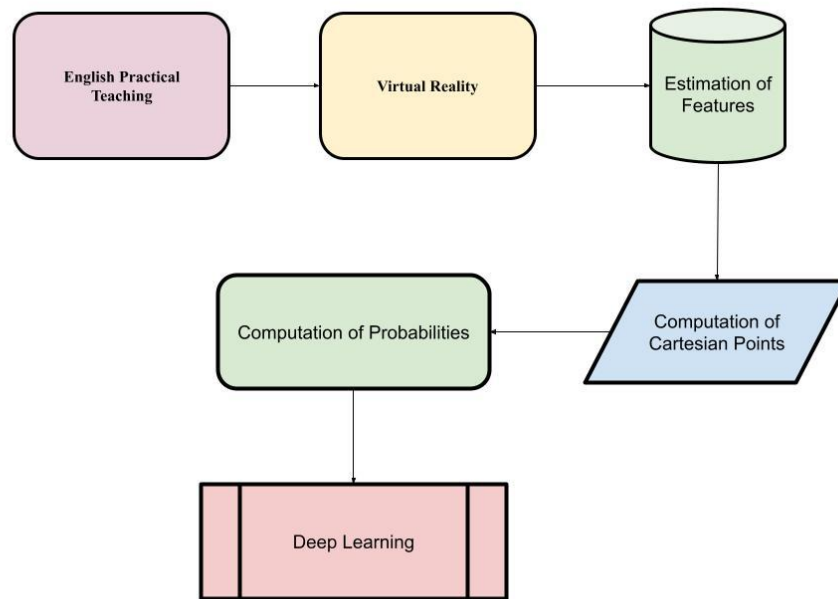 English Practical
Teaching
Virtual Reality
Estimation of
Features
Computation of
Cartesian Points
Computation of Probabilities
Deep Learning